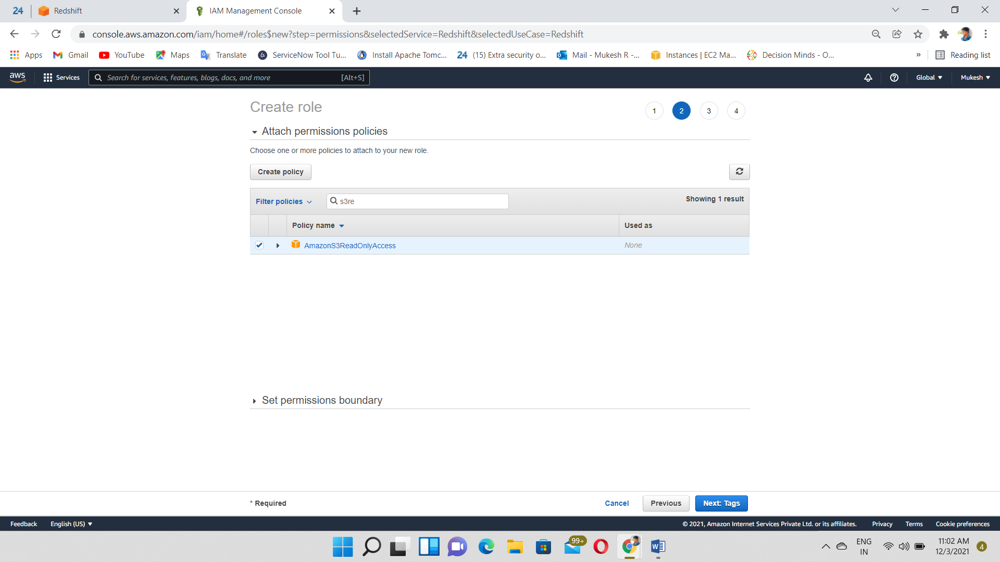 24 Redshift IAM Management Console
console.aws.amazon.com/iam/home#/roles$new?step=permissions&selectedService=Redshift&selectedUseCase=Redshift
Apps Gmail YouTube Maps Translate ServiceNow Tool Tu... Install Apache Tomc... 24 (15) Extra security o... Mail - Mukesh R -... Instances | EC2 Ma... Decision Minds - O... » Reading list
aws Services Search for services, features, blogs, docs, and more [Alt+S] Global Mukesh
Create role 1 2 3 4
Attach permissions policies
Choose one or more policies to attach to your new role.
Create policy
Filter policies s3re Showing 1 result
Policy name Used as
AmazonS3ReadOnlyAccess None
Set permissions boundary
* Required Cancel Previous Next: Tags
Feedback English (US) © 2021, Amazon Internet Services Private Ltd. or its affiliates. Privacy Terms Cookie preferences
99+ ENG 11:02 AM
IN 12/3/2021 4